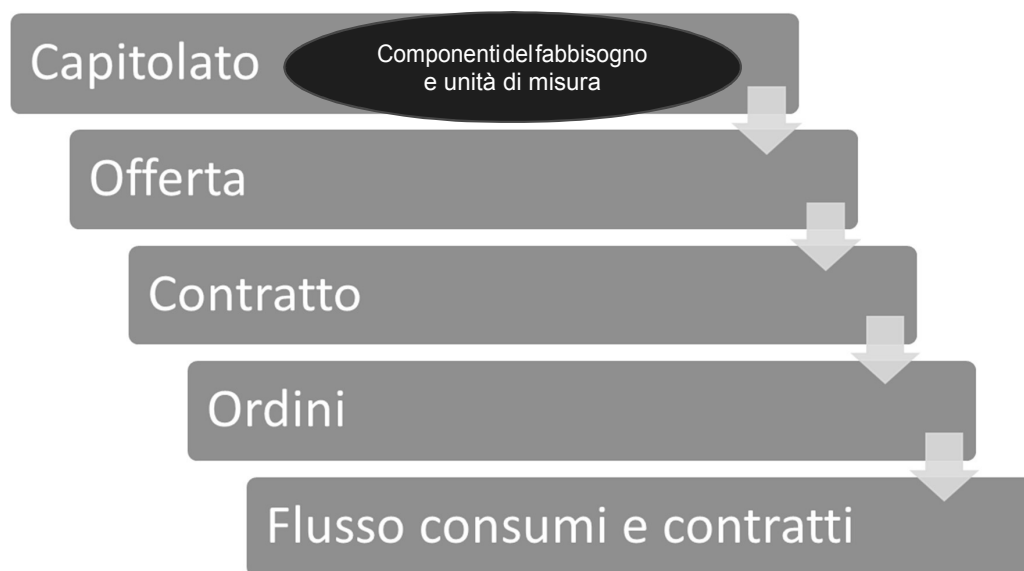 Capitolato
Componenti del fabbisogno
e unità di misura
Offerta
Contratto
Ordini
Flusso consumi e contratti